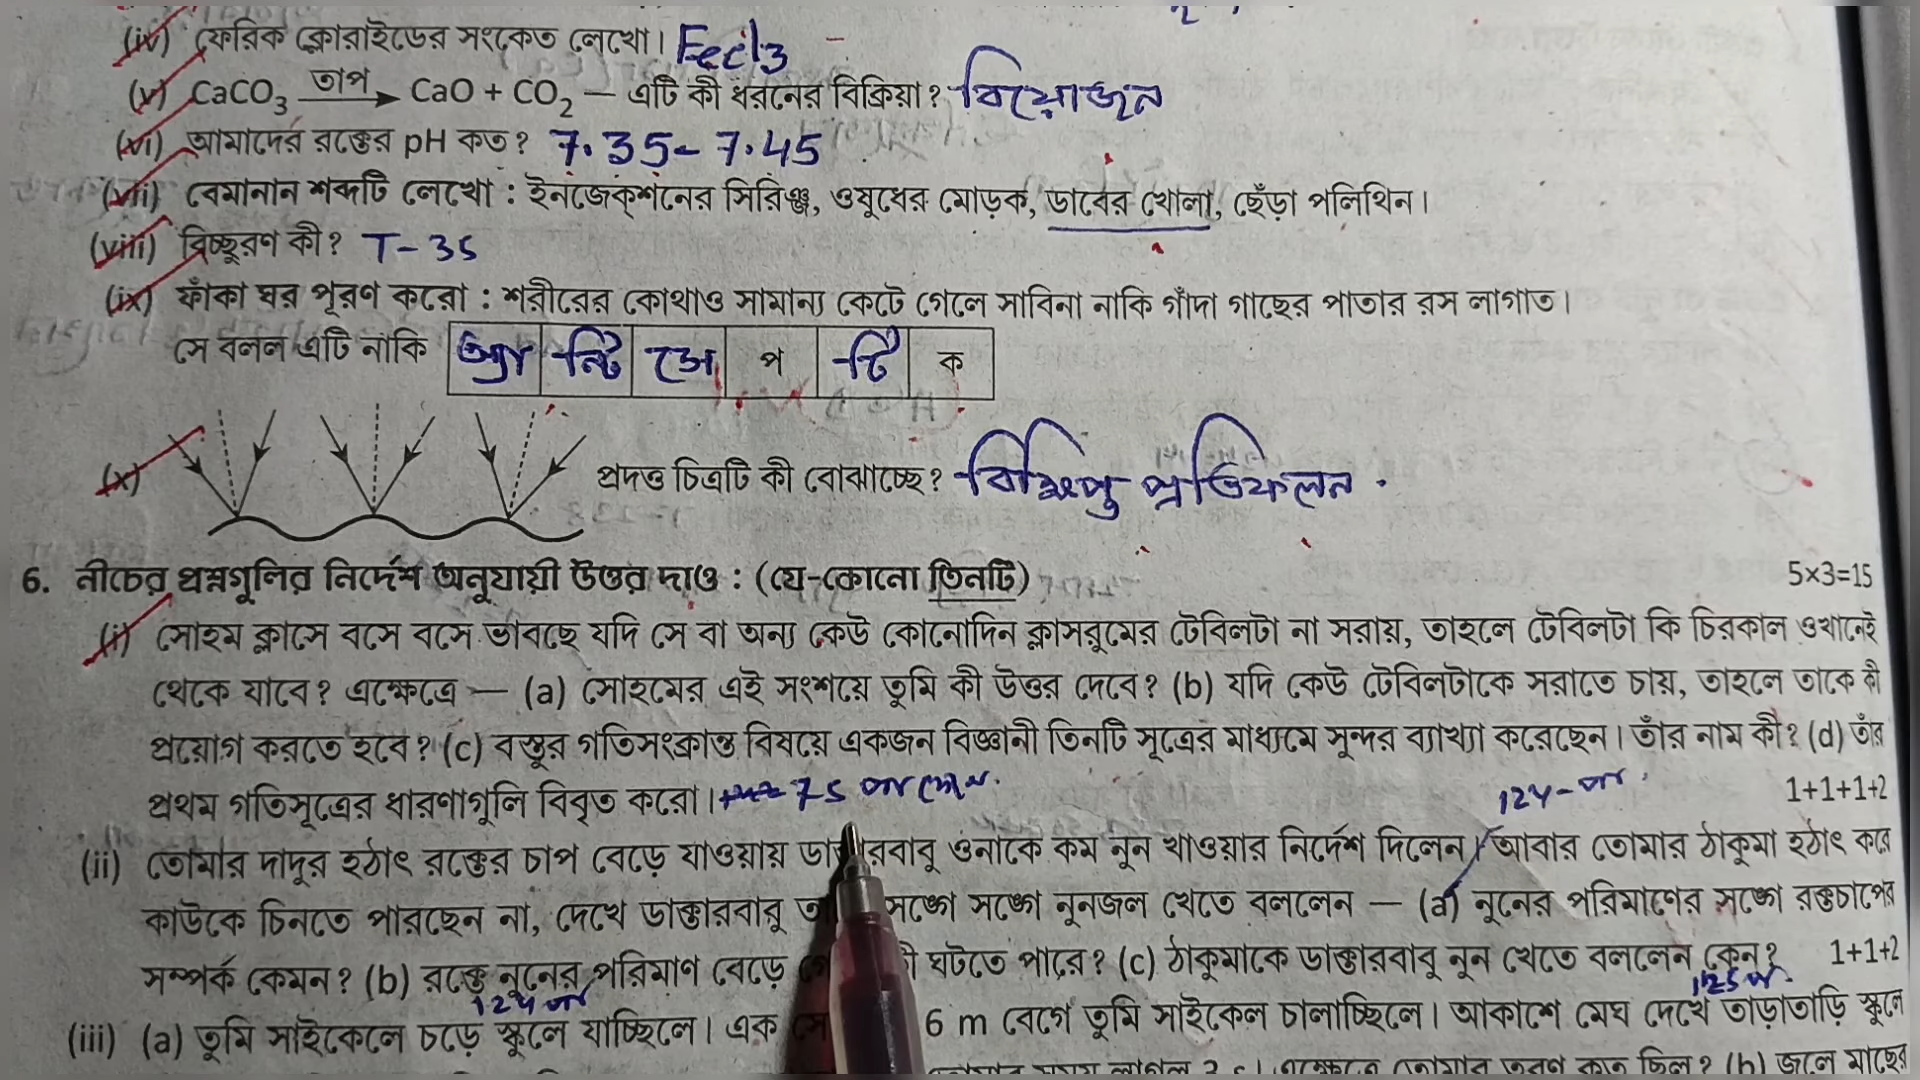 (iv) ফেরিক ক্লোরাইডের সংকেত লেখো। Fecl3
(v) CaCO3 তাপ → CaO + CO2 — এটি কী ধরনের বিক্রিয়া? বিয়োজন
(vi) আমাদের রক্তের pH কত? 7.35- 7.45
(vii) বেমানান শব্দটি লেখো : ইনজেক্‌শনের সিরিঞ্জ, ওষুধের মোড়ক, ডাবের খোলা, ছেঁড়া পলিথিন।
(viii) বিচ্ছুরণ কী? T- 35
(ix) ফাঁকা ঘর পূরণ করো : শরীরের কোথাও সামান্য কেটে গেলে সাবিনা নাকি গাঁদা গাছের পাতার রস লাগাত।
সে বলল এটি নাকি অ্যা ন্টি সে প টি ক
(x) প্রদত্ত চিত্রটি কী বোঝাচ্ছে? বিক্ষিপ্ত প্রতিফলন .
6. নীচের প্রশ্নগুলির নির্দেশ অনুযায়ী উত্তর দাও : (যে-কোনো তিনটি) 5×3=15
(i) সোহম ক্লাসে বসে বসে ভাবছে যদি সে বা অন্য কেউ কোনোদিন ক্লাসরুমের টেবিলটা না সরায়, তাহলে টেবিলটা কি চিরকাল ওখানেই
থেকে যাবে? এক্ষেত্রে — (a) সোহমের এই সংশয়ে তুমি কী উত্তর দেবে? (b) যদি কেউ টেবিলটাকে সরাতে চায়, তাহলে তাকে কী
প্রয়োগ করতে হবে? (c) বস্তুর গতিসংক্রান্ত বিষয়ে একজন বিজ্ঞানী তিনটি সূত্রের মাধ্যমে সুন্দর ব্যাখ্যা করেছেন। তাঁর নাম কী? (d) তাঁর
প্রথম গতিসূত্রের ধারণাগুলি বিবৃত করো। 75 124- 1+1+1+2
(ii) তোমার দাদুর হঠাৎ রক্তের চাপ বেড়ে যাওয়ায় ডাক্তারবাবু ওনাকে কম নুন খাওয়ার নির্দেশ দিলেন। আবার তোমার ঠাকুমা হঠাৎ করে
কাউকে চিনতে পারছেন না, দেখে ডাক্তারবাবু সঙ্গে সঙ্গে নুনজল খেতে বললেন — (a) নুনের পরিমাণের সঙ্গে রক্তচাপের
সম্পর্ক কেমন? (b) রক্তে নুনের পরিমাণ বেড়ে ঘটতে পারে? (c) ঠাকুমাকে ডাক্তারবাবু নুন খেতে বললেন কেন? 1+1+2
124 125
(iii) (a) তুমি সাইকেলে চড়ে স্কুলে যাচ্ছিলে। এক 6 m বেগে তুমি সাইকেল চালাচ্ছিলে। আকাশে মেঘ দেখে তাড়াতাড়ি স্কুলে